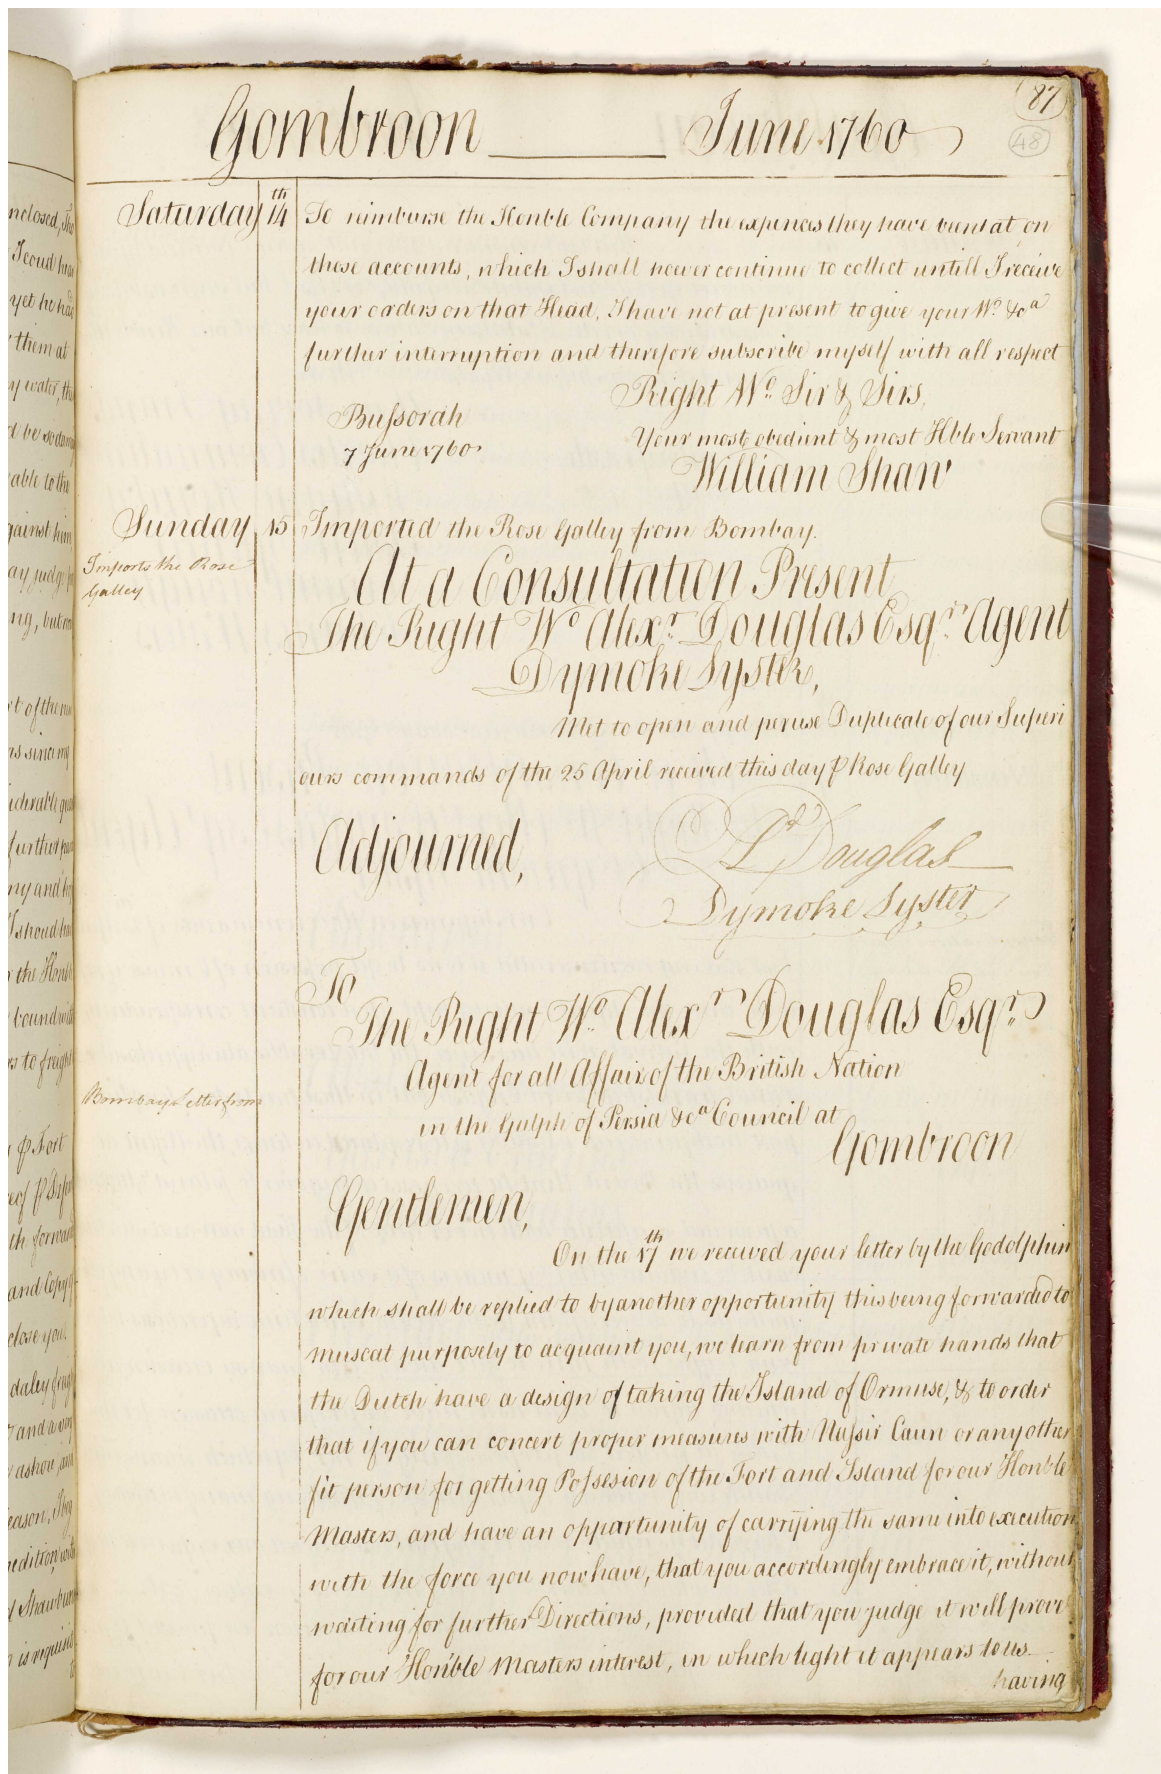 87
48
Gombroon June 1760
Saturday 14th To reimburse the Honble Company the expences they have been at on
these accounts, which I shall however continue to collect untill I receive
your orders on that Head, I have not at present to give your Wo. &ca
further interruption and therefore subscribe myself with all respect
Right Wo. Sir & Sirs,
Bussorah
Your most obedient & most Hble Servant
7 June 1760
William Shaw
Sunday 15 Imported the Rose Galley from Bombay.
Imports the Rose
Galley
At a Consultation Present
The Right Wo. Alexr. Douglas Esqr. Agent
Dymoke Lyster,
Met to open and peruse Duplicate of our Superi
ours commands of the 25 April received this day p Rose Galley
Adjourned,
Douglas
Dymoke Lyster
To
The Right Wo. Alexr Douglas Esqr.
Agent for all Affairs of the British Nation
Bombay Letter from
in the Gulph of Persia &ca Council at
Gombroon
Gentlemen,
On the 17th we received your letter by the Godolphin
which shall be replied to by another opportunity this being forwarded to
Muscat purposely to acquaint you, we learn from private hands that
the Dutch have a design of taking the Island of Ormuse, & to order
that if you can concert proper measures with Nassir Caun or any other
fit person for getting Possesion of the Fort and Island for our Honble
Masters, and have an oppartunity of carrying the same into execution
with the force you now have, that you accordingly embrace it, without
waiting for further Directions, provided that you judge it will prove
for our Honble Masters interest, in which light it appears to us
having